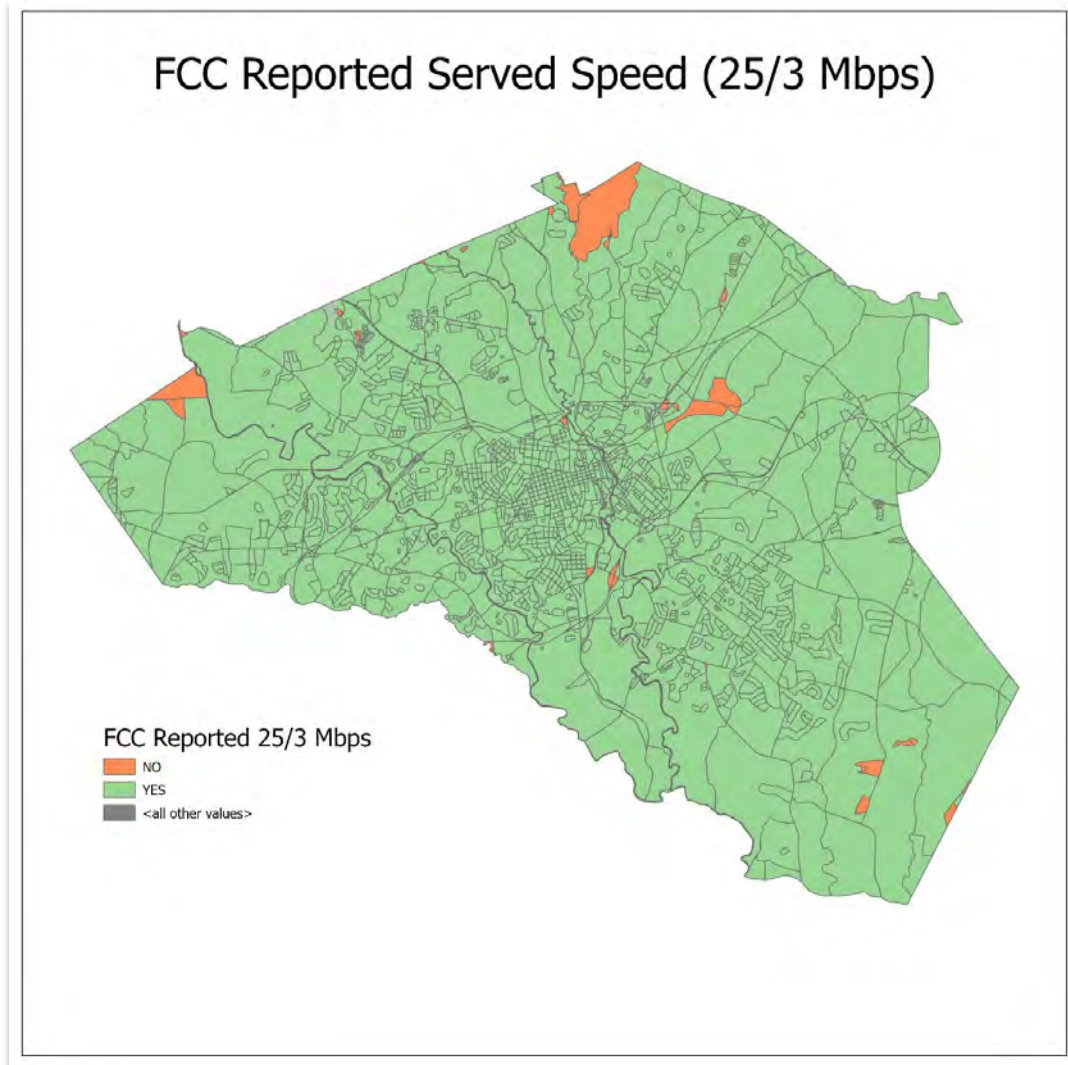 FCC Reported Served Speed (25/3 Mbps)
FCC Reported 25/3 Mbps
NO
YES
<all other values>